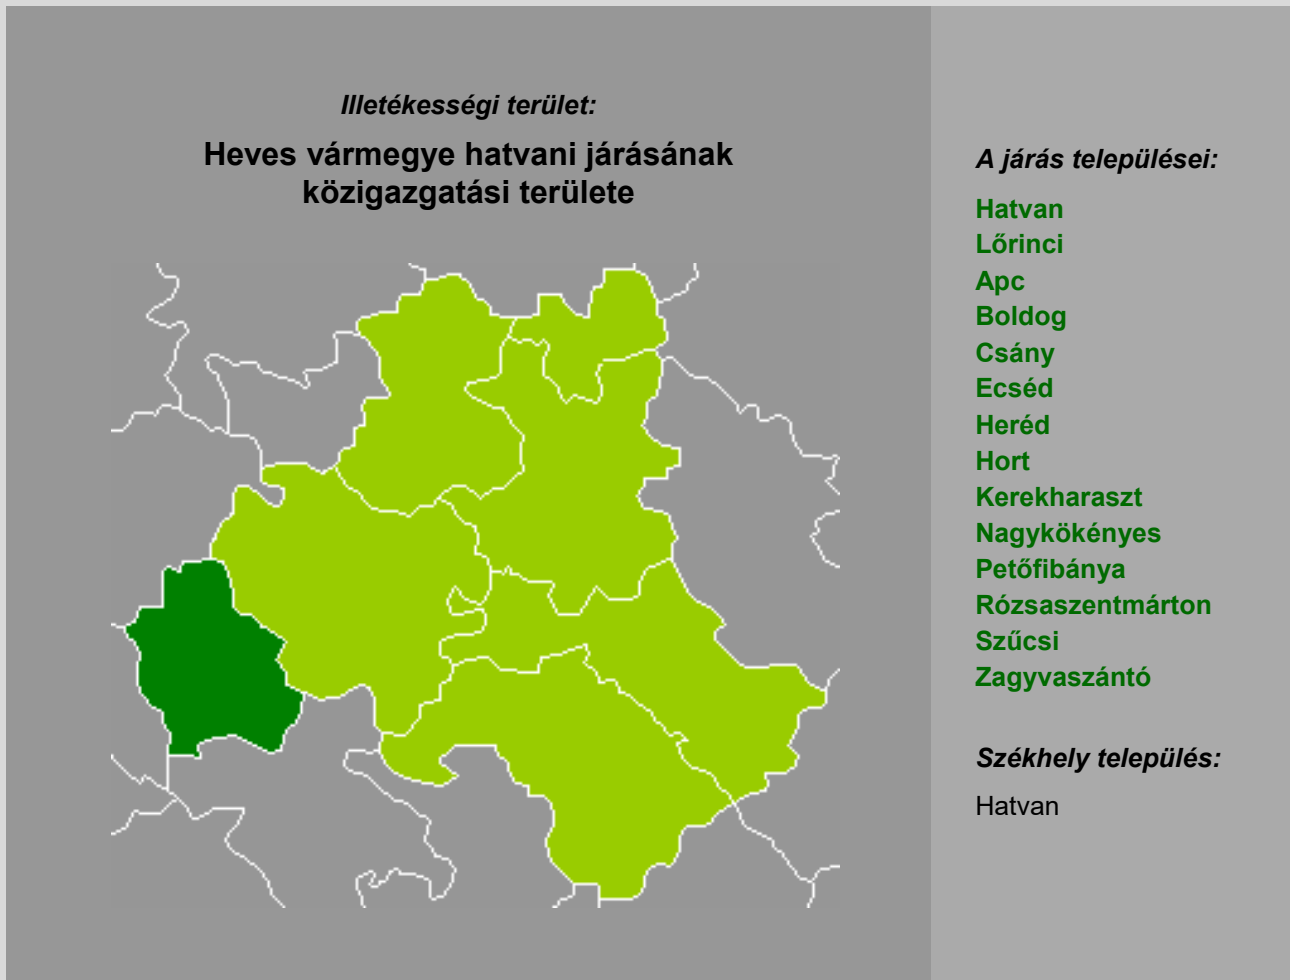 Illetékességi terület:
Heves vármegye hatvani járásának
közigazgatási területe
A járás települései:
Hatvan
Lőrinci
Apc
Boldog
Csány
Ecséd
Heréd
Hort
Kerekharaszt
Nagykökényes
Petőfibánya
Rózsaszentmárton
Szűcsi
Zagyvaszántó
Székhely település:
Hatvan